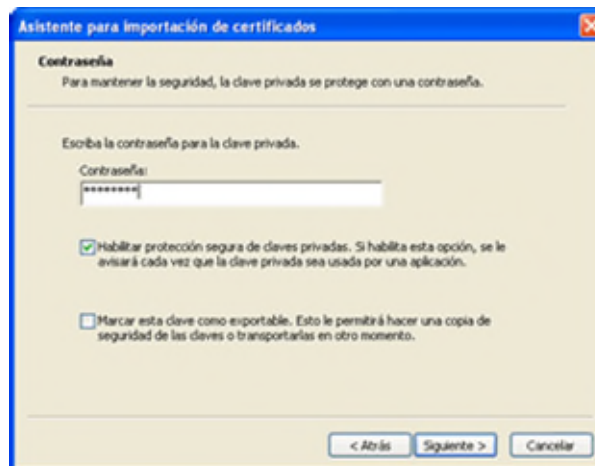 Asistente para importación de certificados
Contraseña
Para mantener la seguridad, la clave privada se protege con una contraseña.
Escriba la contraseña para la clave privada.
Contraseña:
********
Habilitar protección segura de claves privadas. Si habilita esta opción, se le
avisará cada vez que la clave privada sea usada por una aplicación.
Marcar esta clave como exportable. Esto le permitirá hacer una copia de
seguridad de las claves o transportarlas en otro momento.
< Atrás Siguiente > Cancelar